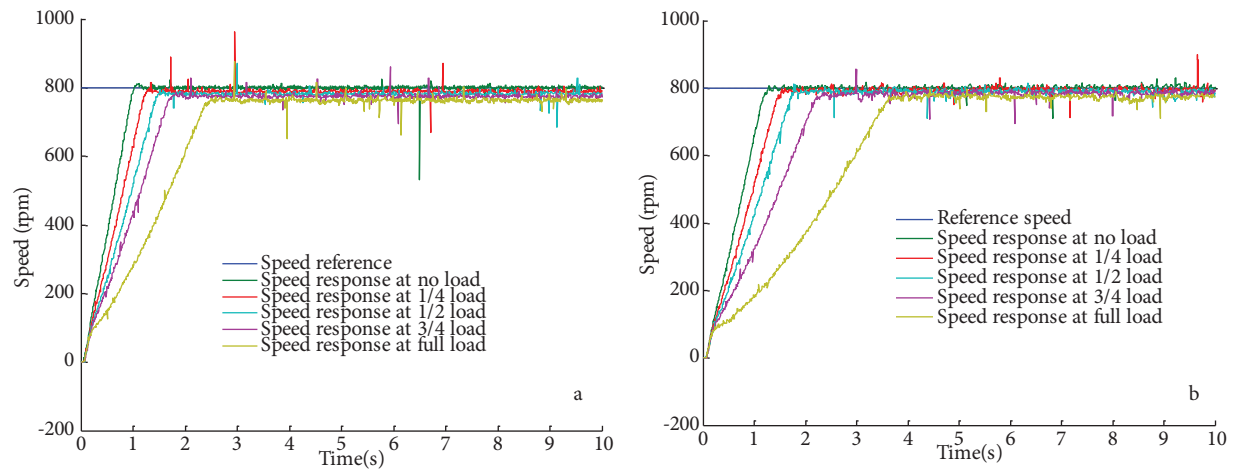 1000
800
600
400
200
0
-200
Speed (rpm)
Speed reference
Speed response at no load
Speed response at 1/4 load
Speed response at 1/2 load
Speed response at 3/4 load
Speed response at full load
a
0 1 2 3 4 5 6 7 8 9 10
Time(s)
1000
800
600
400
200
0
-200
Speed (rpm)
Reference speed
Speed response at no load
Speed response at 1/4 load
Speed response at 1/2 load
Speed response at 3/4 load
Speed response at full load
b
0 1 2 3 4 5 6 7 8 9 10
Time(s)